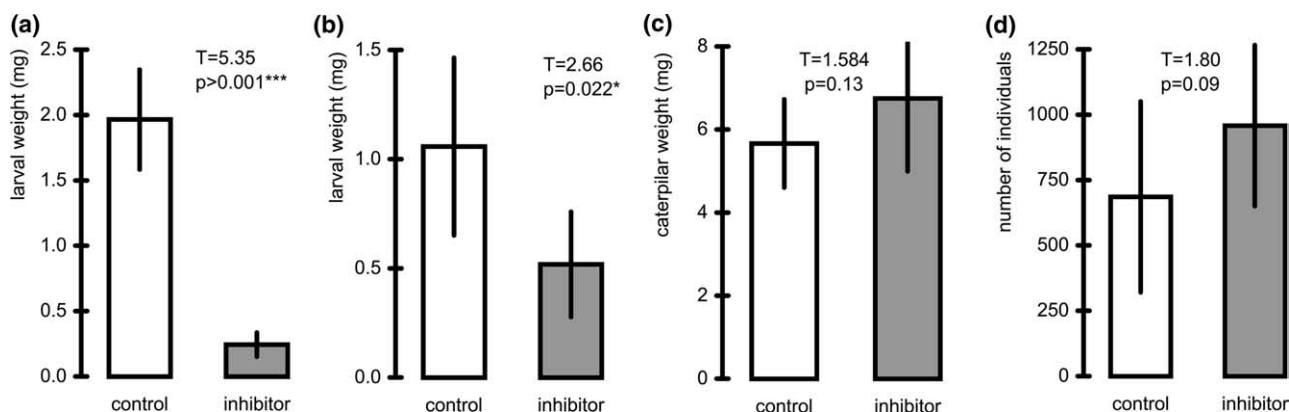 (a)
larval weight (mg)
2.5
2.0
1.5
1.0
0.5
0.0
T=5.35
p>0.001***
control
inhibitor
(b)
larval weight (mg)
1.5
1.0
0.5
0.0
T=2.66
p=0.022*
control
inhibitor
(c)
caterpilar weight (mg)
8
6
4
2
0
T=1.584
p=0.13
control
inhibitor
(d)
number of individuals
1250
1000
750
500
250
0
T=1.80
p=0.09
control
inhibitor